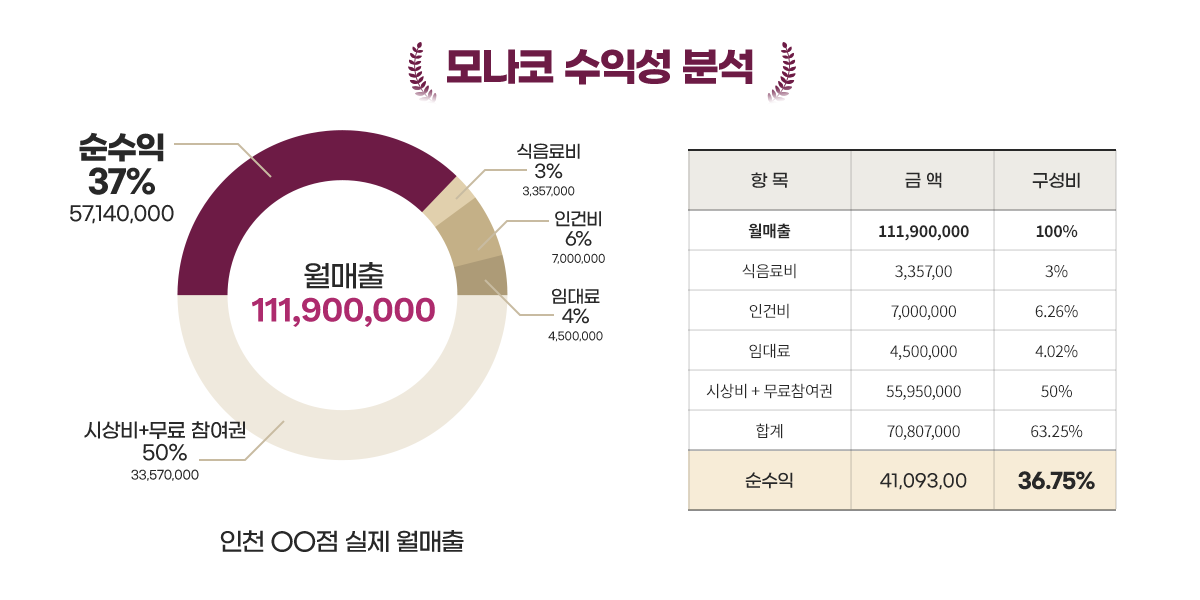 모나코 수익성 분석
순수익
37%
57,140,000
식음료비
3%
3,357,000
인건비
6%
7,000,000
임대료
4%
4,500,000
월매출
111,900,000
시상비+무료 참여권
50%
33,570,000
인천 〇〇점 실제 월매출
항 목 금 액 구성비
월매출 111,900,000 100%
식음료비 3,357,00 3%
인건비 7,000,000 6.26%
임대료 4,500,000 4.02%
시상비 + 무료참여권 55,950,000 50%
합계 70,807,000 63.25%
순수익 41,093,00 36.75%